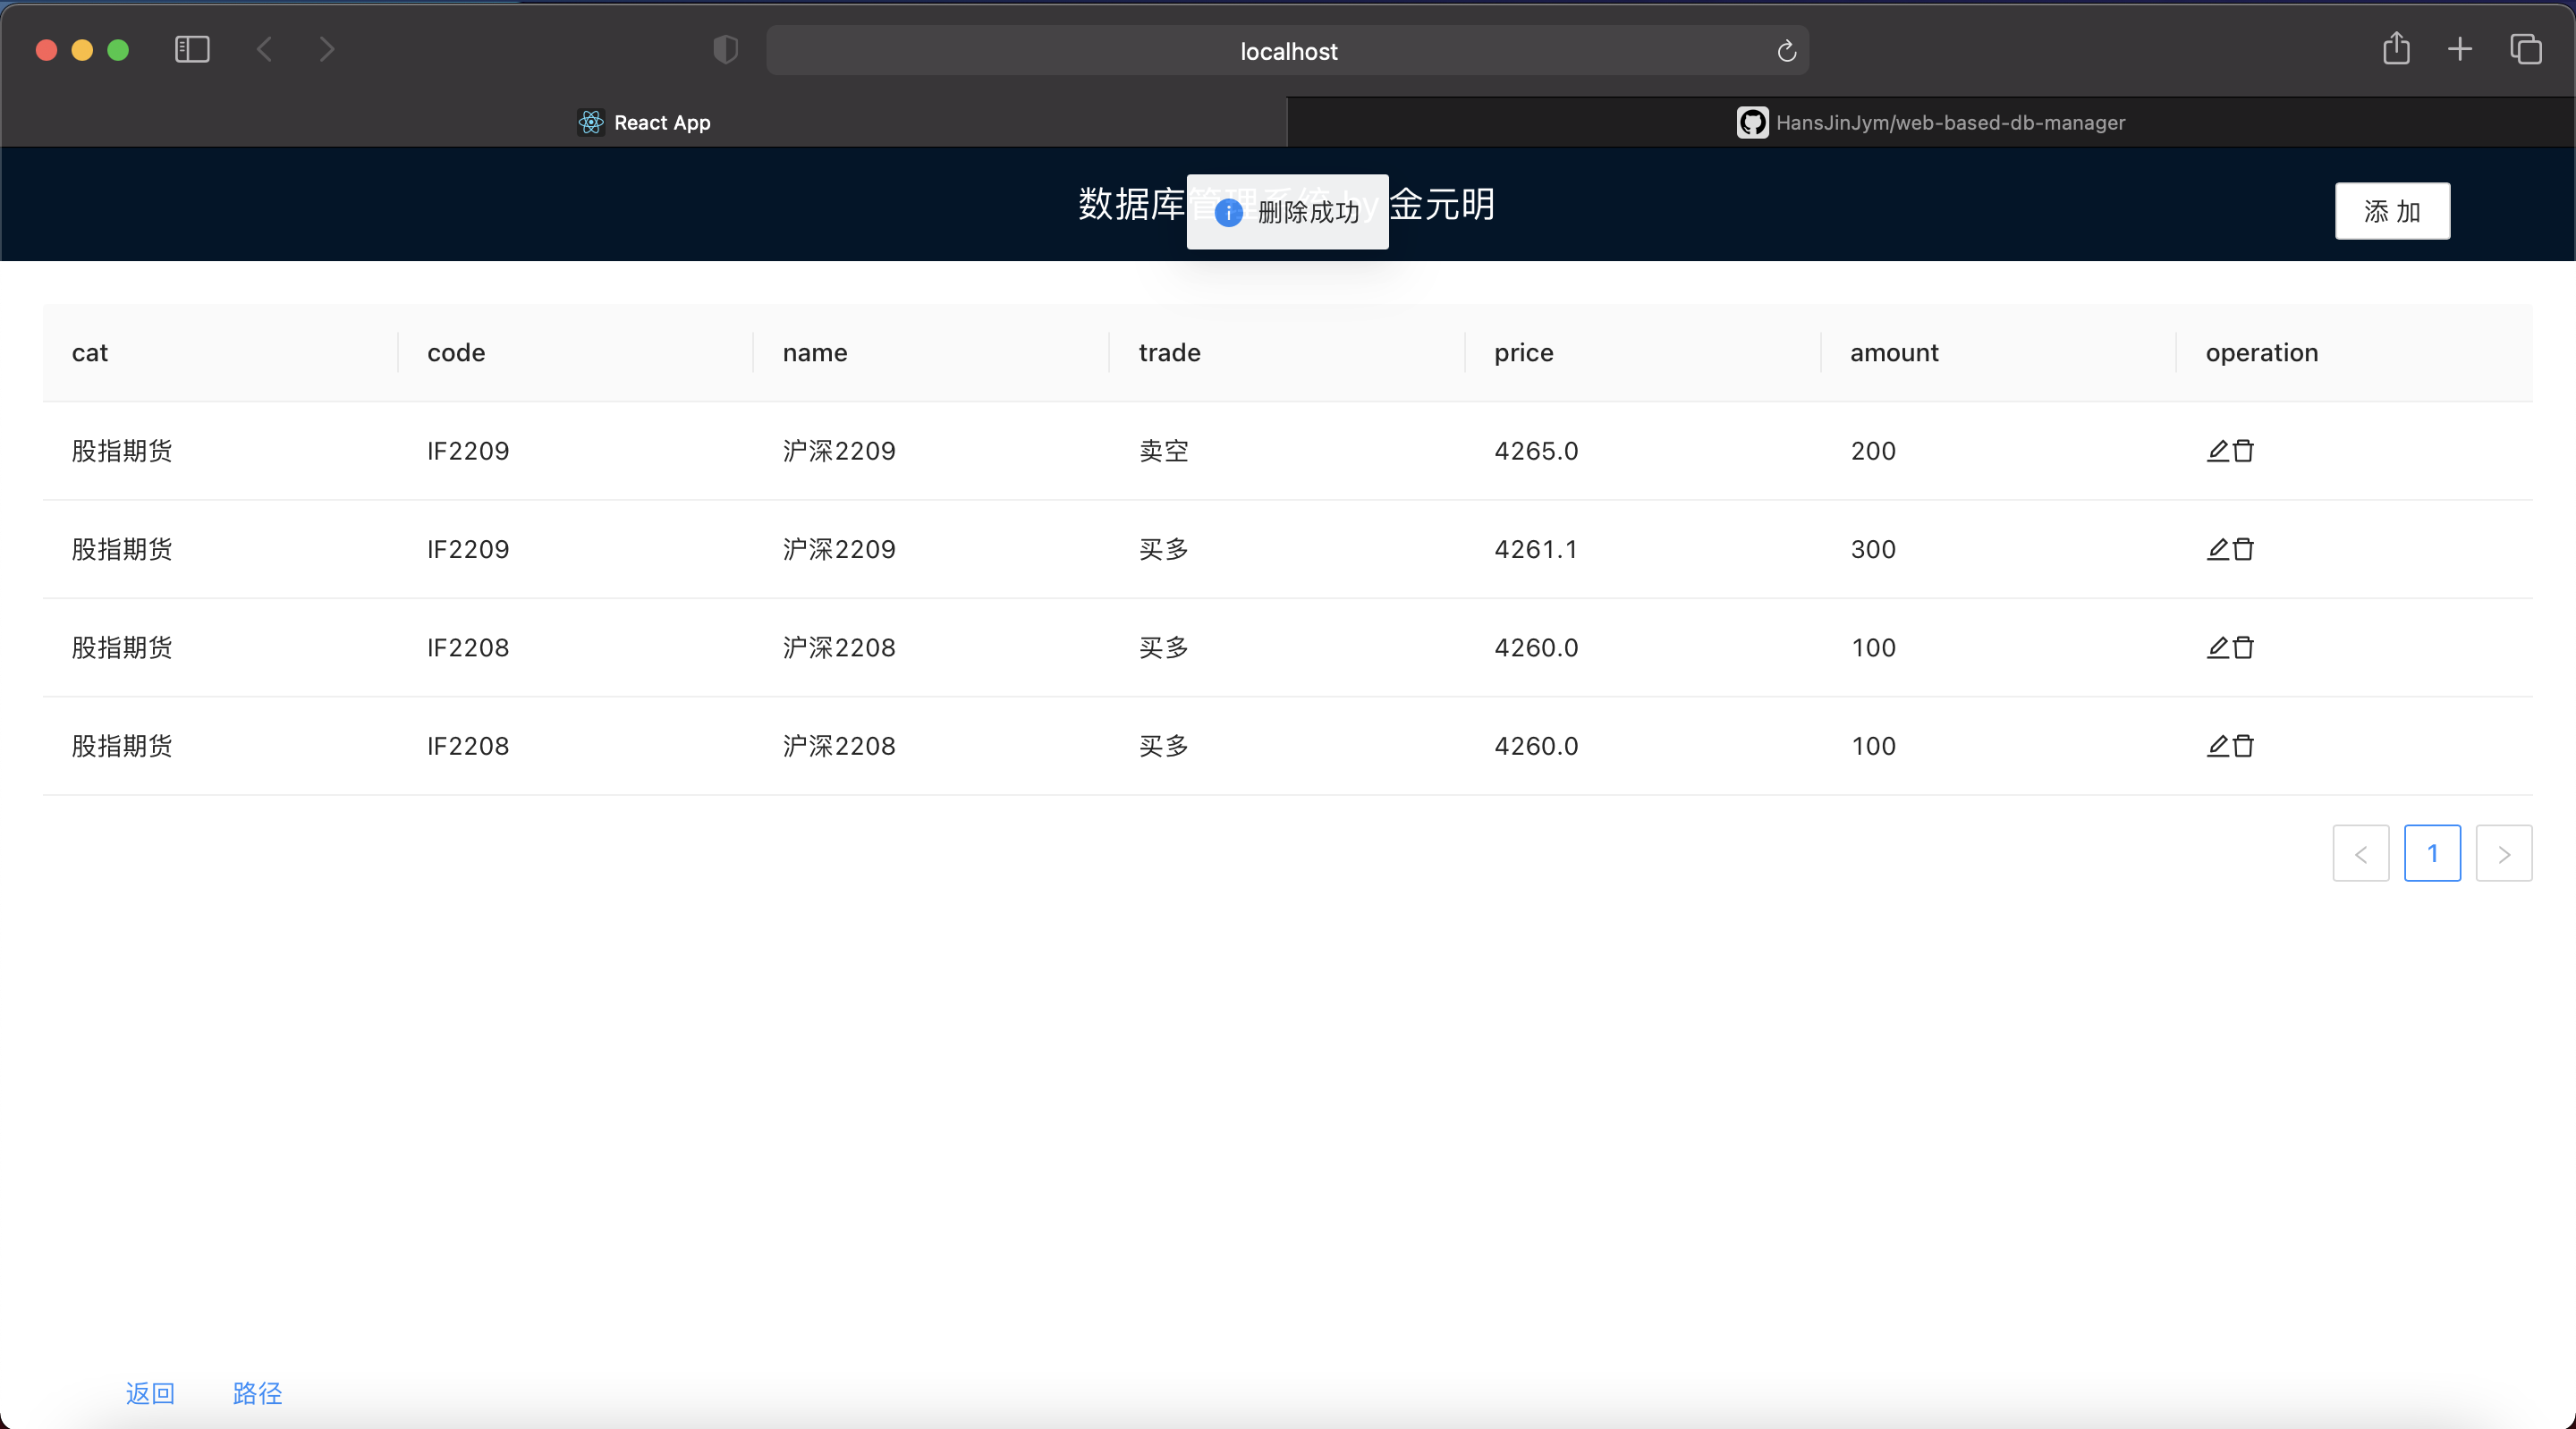 localhost
React App
HansJinJym/web-based-db-manager
数据库管理系统 by 金元明
删除成功
添 加
cat code name trade price amount operation
股指期货 IF2209 沪深2209 卖空 4265.0 200
股指期货 IF2209 沪深2209 买多 4261.1 300
股指期货 IF2208 沪深2208 买多 4260.0 100
股指期货 IF2208 沪深2208 买多 4260.0 100
< 1 >
返回 路径